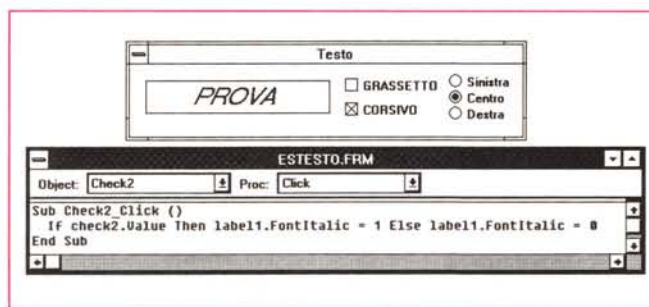 Testo
PROVA
GRASSETTO
CORSIVO
Sinistra
Centro
Destra
ESTESTO.FRM
Object: Check2 Proc: Click
Sub Check2_Click ()
If check2.Value Then label1.FontItalic = 1 Else label1.FontItalic = 0
End Sub